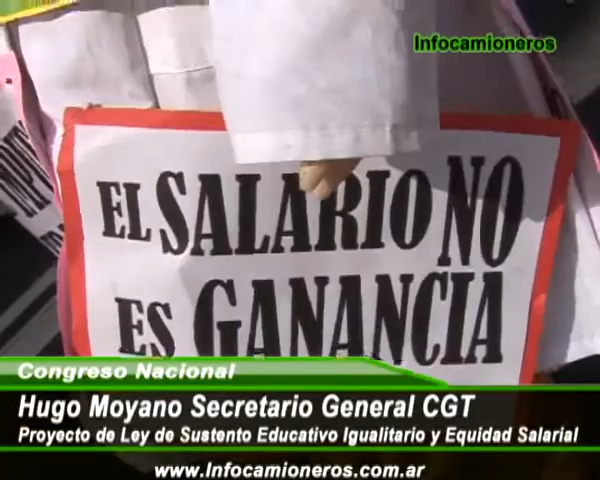 Infocamioneros
EL SALARIO NO
ES GANANCIA
Congreso Nacional
Hugo Moyano Secretario General CGT
Proyecto de Ley de Sustento Educativo Igualitario y Equidad Salarial
www.Infocamioneros.com.ar